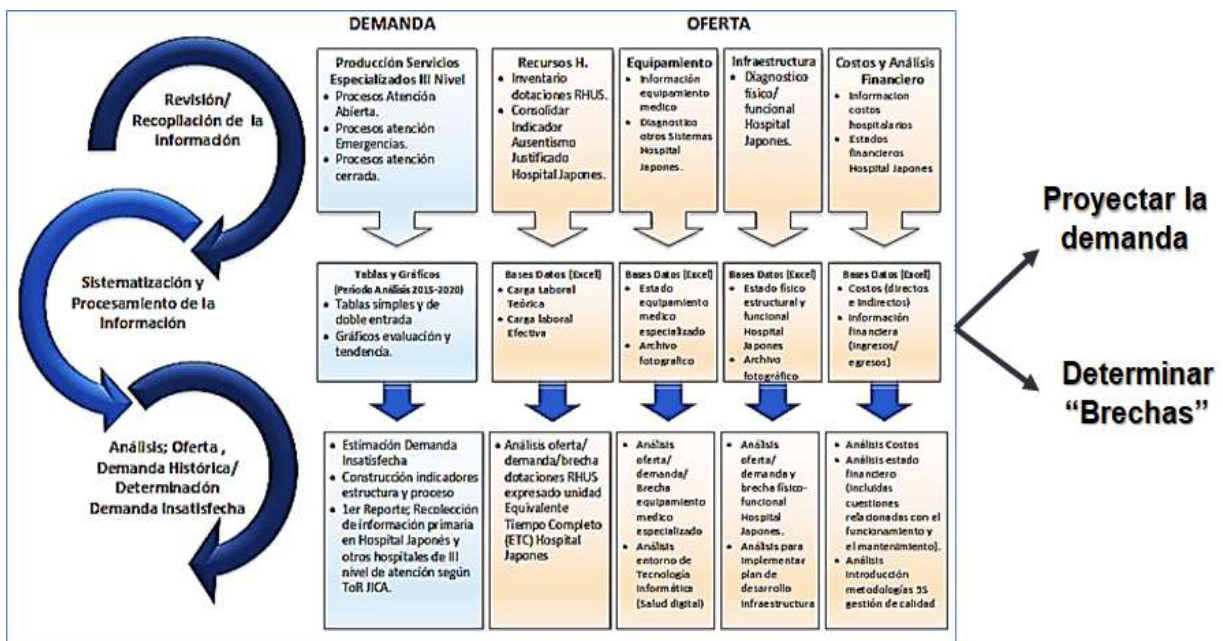 DEMANDA
OFERTA
Revisión/
Recopilación de la
Información
Producción Servicios
Especializados III Nivel
• Procesos Atención
Abierta.
• Procesos atención
Emergencias.
• Procesos atención
cerrada.
Recursos H.
• Inventario
dotaciones RHUS.
• Consolidar
Indicador
Ausentismo
Justificado
Hospital Japones.
Equipamiento
• Información
equipamiento
medico
• Diagnostico
otros Sistemas
Hospital
Japones.
Infraestructura
• Diagnostico
físico/
funcional
Hospital
Japones.
Costos y Análisis
Financiero
• Informacion
costos
hospitalarios
• Estados
financieros
Hospital Japones
Sistematización y
Procesamiento de la
Información
Tablas y Gráficos
(Periodo Análisis 2015-2020)
• Tablas simples y de
doble entrada
• Gráficos evaluación y
tendencia.
Bases Datos (Excel)
• Carga Laboral
Teórica
• Carga laboral
Efectiva
Bases Datos (Excel)
• Estado
equipamiento
medico
especializado
• Archivo
fotografico
Bases Datos (Excel)
• Estado físico
estructural y
funcional
Hospital
Japones
• Archivo
fotográfico
Bases Datos (Excel)
• Costos (directos
e indirectos)
• Información
financiera
(ingresos/
egresos)
Análisis; Oferta ,
Demanda Histórica/
Determinación
Demanda Insatisfecha
• Estimación Demanda
Insatisfecha
• Construcción indicadores
estructura y proceso
• 1er Reporte; Recolección
de información primaria
en Hospital Japonés y
otros hospitales de III
nivel de atención según
ToR JICA.
• Análisis oferta/
demanda/brecha
dotaciones RHUS
expresado unidad
Equivalente
Tiempo Completo
(ETC) Hospital
Japones
• Análisis
oferta/
demanda/
Brecha
equipamiento
medico
especializado
• Análisis
entorno de
Tecnología
Informática
(Salud digital)
• Análisis
oferta/
demanda y
brecha físico-
funcional
Hospital
Japones.
• Análisis para
implementar
plan de
desarrollo
Infraestructura
• Análisis Costos
• Análisis estado
financiero
(incluidas
cuestiones
relacionadas con el
funcionamiento y
el mantenimiento).
• Análisis
Introducción
metodologías 5S
gestión de calidad
Proyectar la
demanda
Determinar
“Brechas”